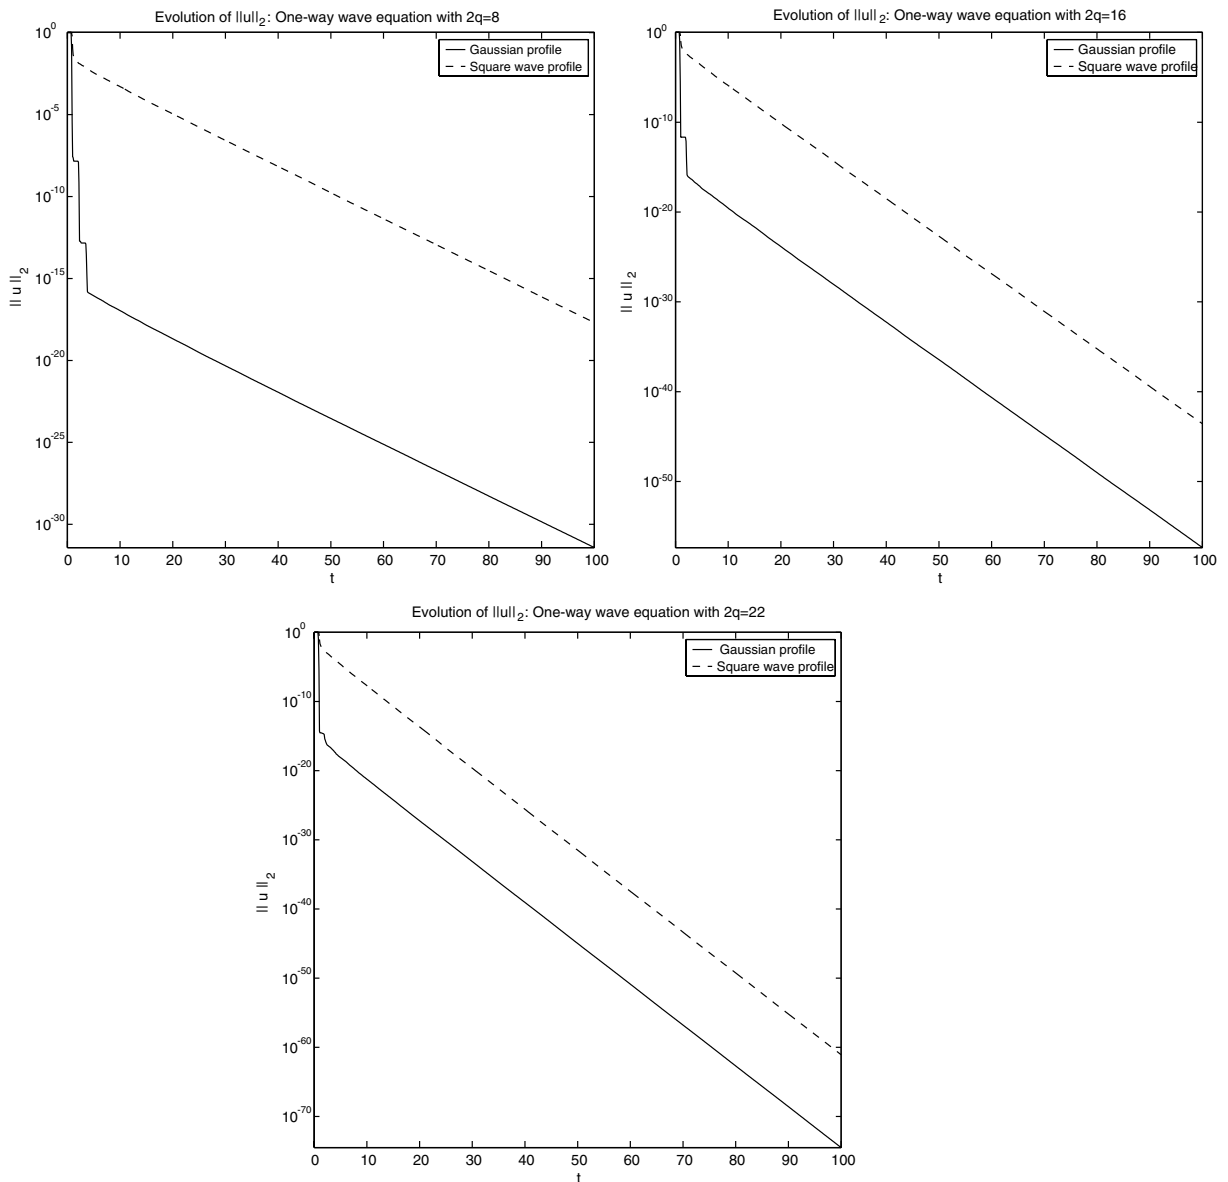 Evolution of ||u||2: One-way wave equation with 2q=8
Gaussian profile
Square wave profile
10^0
10^-5
10^-10
10^-15
10^-20
10^-25
10^-30
|| u ||2
0 10 20 30 40 50 60 70 80 90 100
t
Evolution of ||u||2: One-way wave equation with 2q=16
Gaussian profile
Square wave profile
10^0
10^-10
10^-20
10^-30
10^-40
10^-50
|| u ||2
0 10 20 30 40 50 60 70 80 90 100
t
Evolution of ||u||2: One-way wave equation with 2q=22
Gaussian profile
Square wave profile
10^0
10^-10
10^-20
10^-30
10^-40
10^-50
10^-60
10^-70
|| u ||2
0 10 20 30 40 50 60 70 80 90 100
t